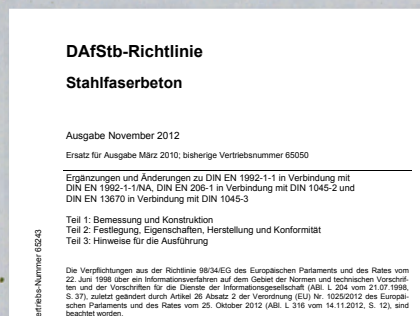 DAfStb-Richtlinie
Stahlfaserbeton
Ausgabe November 2012
Ersatz für Ausgabe März 2010; bisherige Vertriebsnummer 65050
Ergänzungen und Änderungen zu DIN EN 1992-1-1 in Verbindung mit
DIN EN 1992-1-1/NA, DIN EN 206-1 in Verbindung mit DIN 1045-2 und
DIN EN 13670 in Verbindung mit DIN 1045-3
Teil 1: Bemessung und Konstruktion
Teil 2: Festlegung, Eigenschaften, Herstellung und Konformität
Teil 3: Hinweise für die Ausführung
Die Verpflichtungen aus der Richtlinie 98/34/EG des Europäischen Parlaments und des Rates vom
22. Juni 1998 über ein Informationsverfahren auf dem Gebiet der Normen und technischen Vorschrif-
ten und der Vorschriften für die Dienste der Informationsgesellschaft (ABl. L 204 vom 21.07.1998,
S. 37), zuletzt geändert durch Artikel 26 Absatz 2 der Verordnung (EU) Nr. 1025/2012 des Europäi-
schen Parlaments und des Rates vom 25. Oktober 2012 (ABl. L 316 vom 14.11.2012, S. 12), sind
beachtet worden.
ertriebs-Nummer 65243